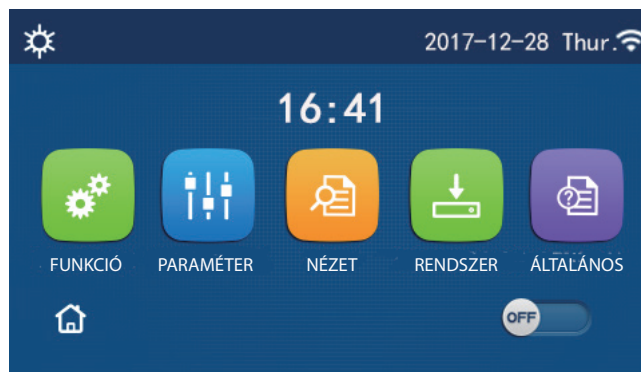 2017-12-28 Thur.
16:41
FUNKCIÓ PARAMÉTER NÉZET RENDSZER ÁLTALÁNOS
OFF